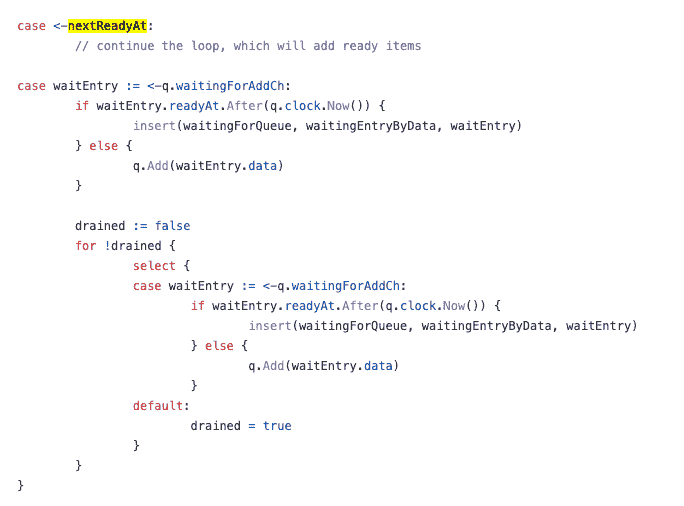 case <-nextReadyAt:
// continue the loop, which will add ready items
case waitEntry := <-q.waitingForAddCh:
if waitEntry.readyAt.After(q.clock.Now()) {
insert(waitingForQueue, waitingEntryByData, waitEntry)
} else {
q.Add(waitEntry.data)
}
drained := false
for !drained {
select {
case waitEntry := <-q.waitingForAddCh:
if waitEntry.readyAt.After(q.clock.Now()) {
insert(waitingForQueue, waitingEntryByData, waitEntry)
} else {
q.Add(waitEntry.data)
}
default:
drained = true
}
}
}